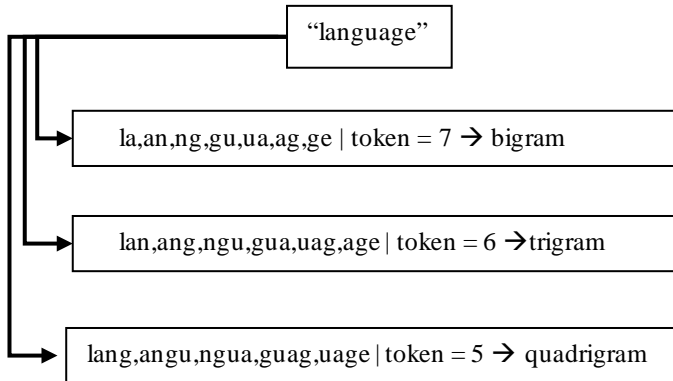 “language”
la,an,ng,gu,ua,ag,ge | token = 7 → bigram
lan,ang,ngu,gua,uag,age | token = 6 →trigram
lang,angu,ngua,guag,uage | token = 5 → quadrigram